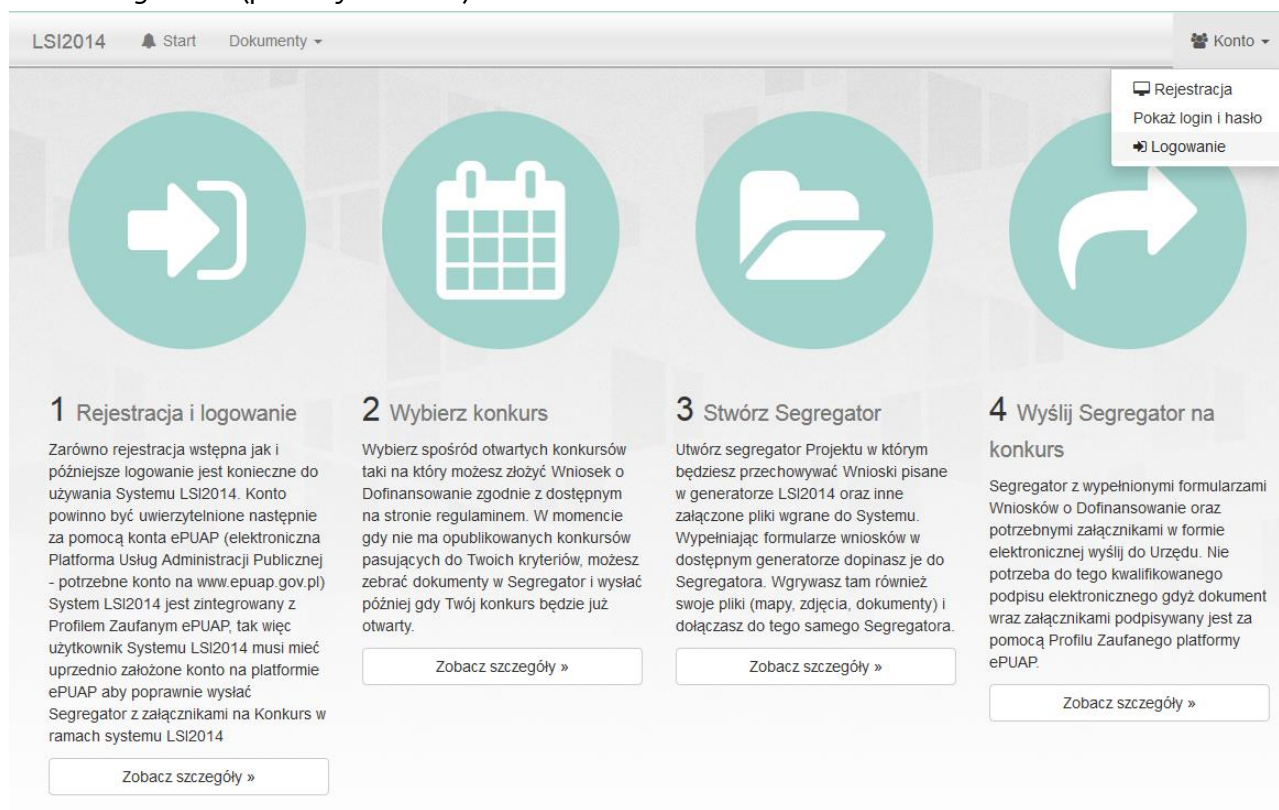 LSI2014 Start Dokumenty Konto
Rejestracja
Pokaż login i hasło
Logowanie
1 Rejestracja i logowanie
Zarówno rejestracja wstępna jak i
późniejsze logowanie jest konieczne do
używania Systemu LSI2014. Konto
powinno być uwierzytelnione następnie
za pomocą konta ePUAP (elektroniczna
Platforma Usług Administracji Publicznej
- potrzebne konto na www.epuap.gov.pl)
System LSI2014 jest zintegrowany z
Profilem Zaufanym ePUAP, tak więc
użytkownik Systemu LSI2014 musi mieć
uprzednio założone konto na platformie
ePUAP aby poprawnie wysłać
Segregator z załącznikami na Konkurs w
ramach systemu LSI2014
Zobacz szczegóły »
2 Wybierz konkurs
Wybierz spośród otwartych konkursów
taki na który możesz złożyć Wniosek o
Dofinansowanie zgodnie z dostępnym
na stronie regulaminem. W momencie
gdy nie ma opublikowanych konkursów
pasujących do Twoich kryteriów, możesz
zebrać dokumenty w Segregator i wysłać
później gdy Twój konkurs będzie już
otwarty.
Zobacz szczegóły »
3 Stwórz Segregator
Utwórz segregator Projektu w którym
będziesz przechowywać Wnioski pisane
w generatorze LSI2014 oraz inne
załączone pliki wgrane do Systemu.
Wypełniając formularze wniosków w
dostępnym generatorze dopinasz je do
Segregatora. Wgrywasz tam również
swoje pliki (mapy, zdjęcia, dokumenty) i
dołączasz do tego samego Segregatora.
Zobacz szczegóły »
4 Wyślij Segregator na
konkurs
Segregator z wypełnionymi formularzami
Wniosków o Dofinansowanie oraz
potrzebnymi załącznikami w formie
elektronicznej wyślij do Urzędu. Nie
potrzeba do tego kwalifikowanego
podpisu elektronicznego gdyż dokument
wraz załącznikami podpisywany jest za
pomocą Profilu Zaufanego platformy
ePUAP.
Zobacz szczegóły »